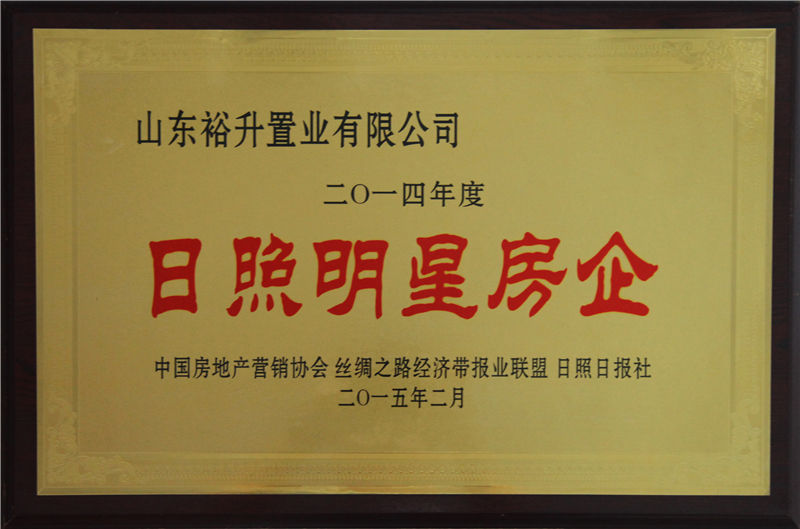 山东裕升置业有限公司
二〇一四年度
日照明星房企
中国房地产营销协会 丝绸之路经济带报业联盟 日照日报社
二〇一五年二月